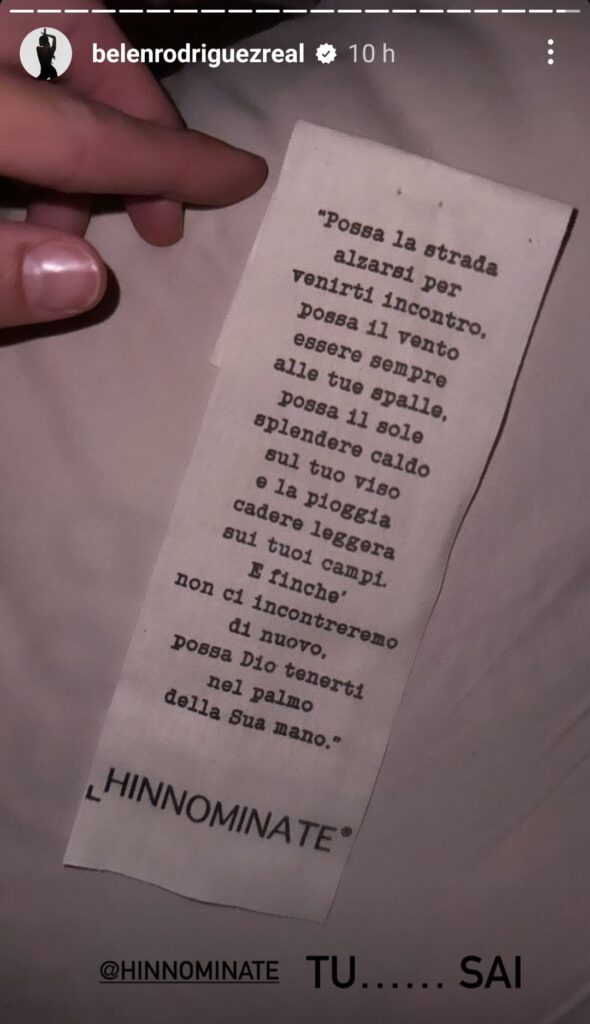 belenrodriguezreal 10 h
"Possa la strada
alzarsi per
venirti incontro,
possa il vento
essere sempre
alle tue spalle,
possa il sole
splendere caldo
sul tuo viso
e la pioggia
cadere leggera
sui tuoi campi.
E finche'
non ci incontreremo
di nuovo,
possa Dio tenerti
nel palmo
della Sua mano."
HINNOMINATE®
@HINNOMINATE TU...... SAI